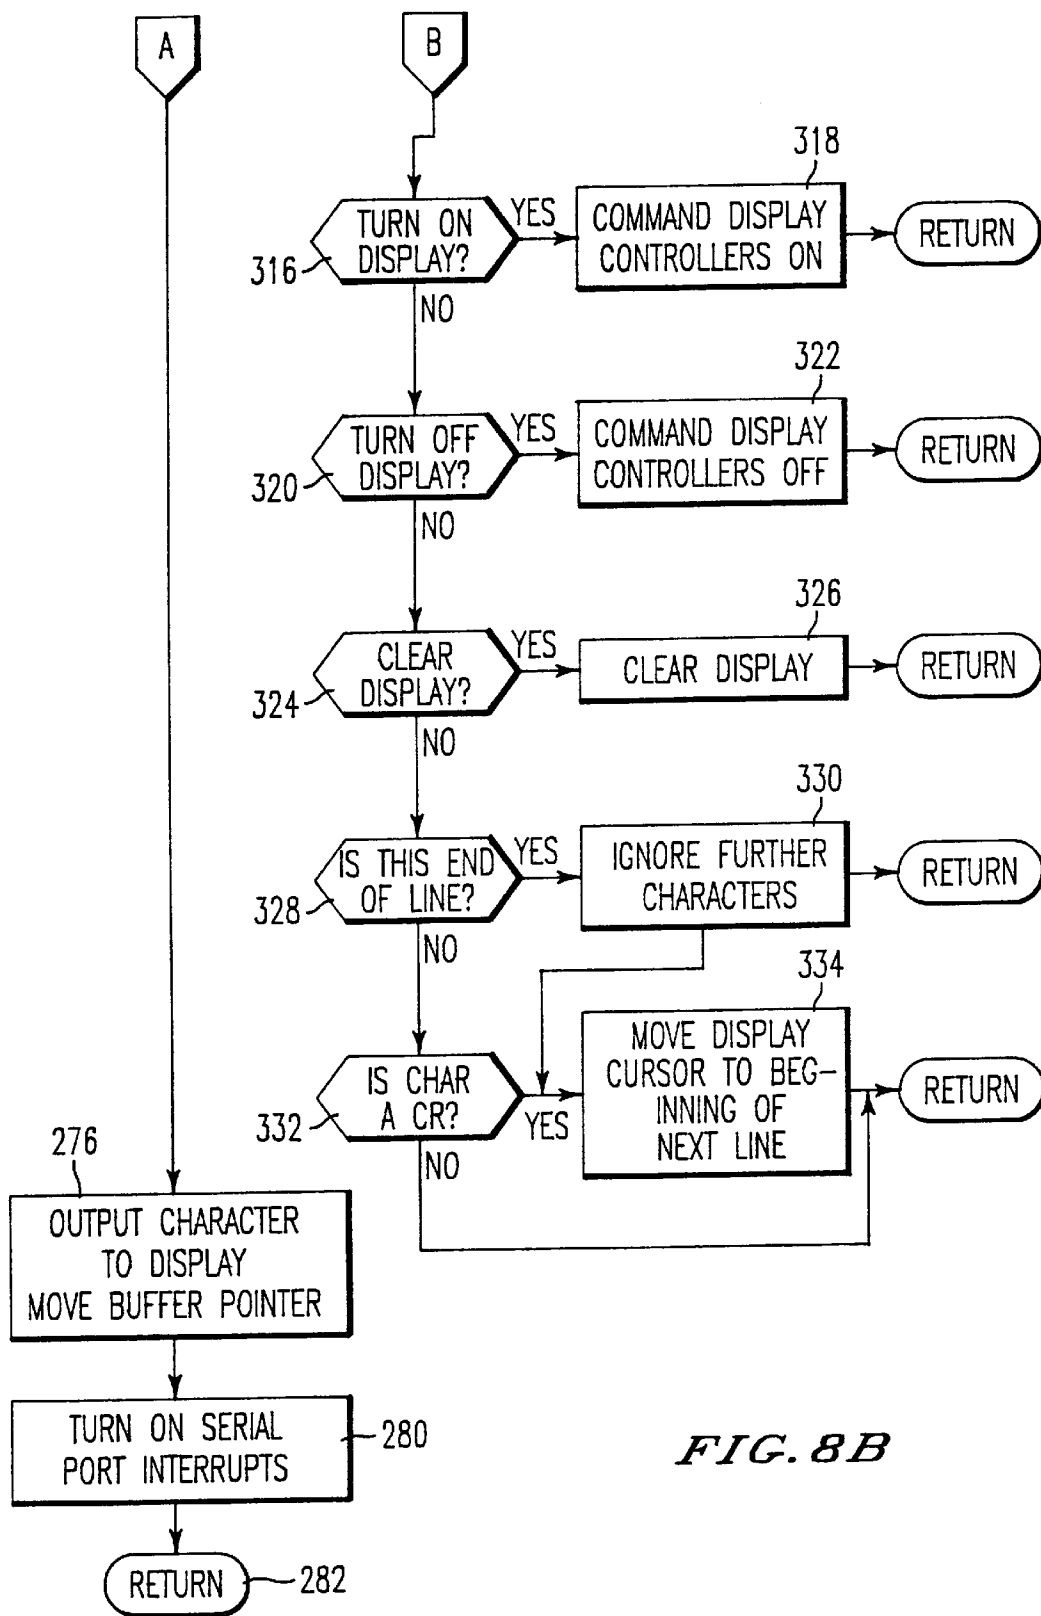 A
B
318
TURN ON
DISPLAY?
YES
COMMAND DISPLAY
CONTROLLERS ON
RETURN
316
NO
322
TURN OFF
DISPLAY?
YES
COMMAND DISPLAY
CONTROLLERS OFF
RETURN
320
NO
326
CLEAR
DISPLAY?
YES
CLEAR DISPLAY
RETURN
324
NO
330
IS THIS END
OF LINE?
YES
IGNORE FURTHER
CHARACTERS
RETURN
328
NO
334
IS CHAR
A CR?
YES
MOVE DISPLAY
CURSOR TO BEG-
INNING OF
NEXT LINE
RETURN
332
NO
276
OUTPUT CHARACTER
TO DISPLAY
MOVE BUFFER POINTER
TURN ON SERIAL
PORT INTERRUPTS
280
RETURN
282
FIG. 8B